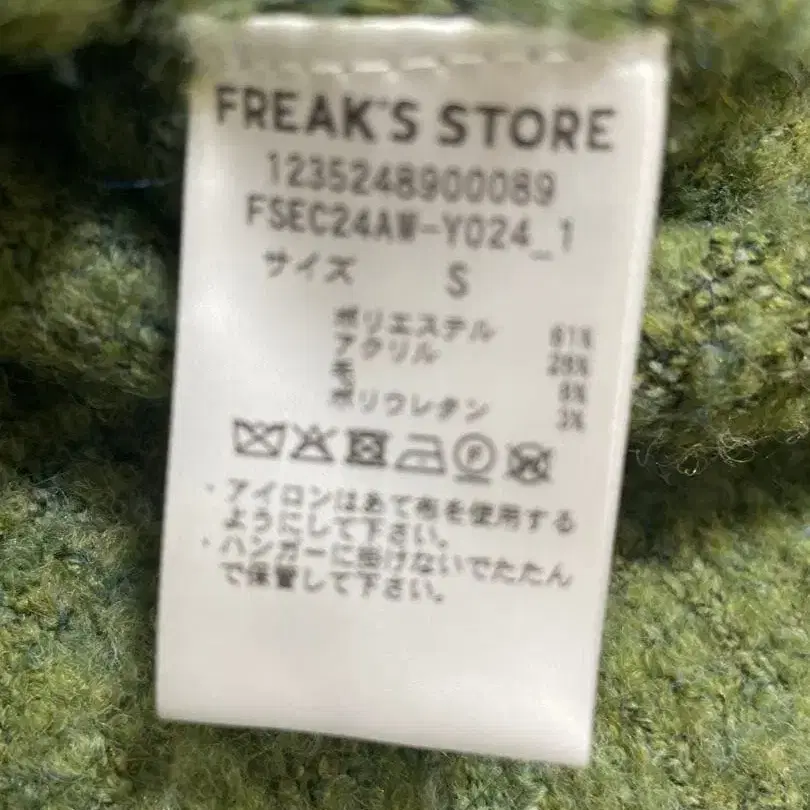 FREAK'S STORE
1235248900089
FSEC24AW-Y024_1
サイズ S
ポリエステル 61%
アクリル 28%
毛 8%
ポリウレタン 3%
・アイロンはあて布を使用する
ようにして下さい。
・ハンガーに掛けないでたたん
で保管して下さい。